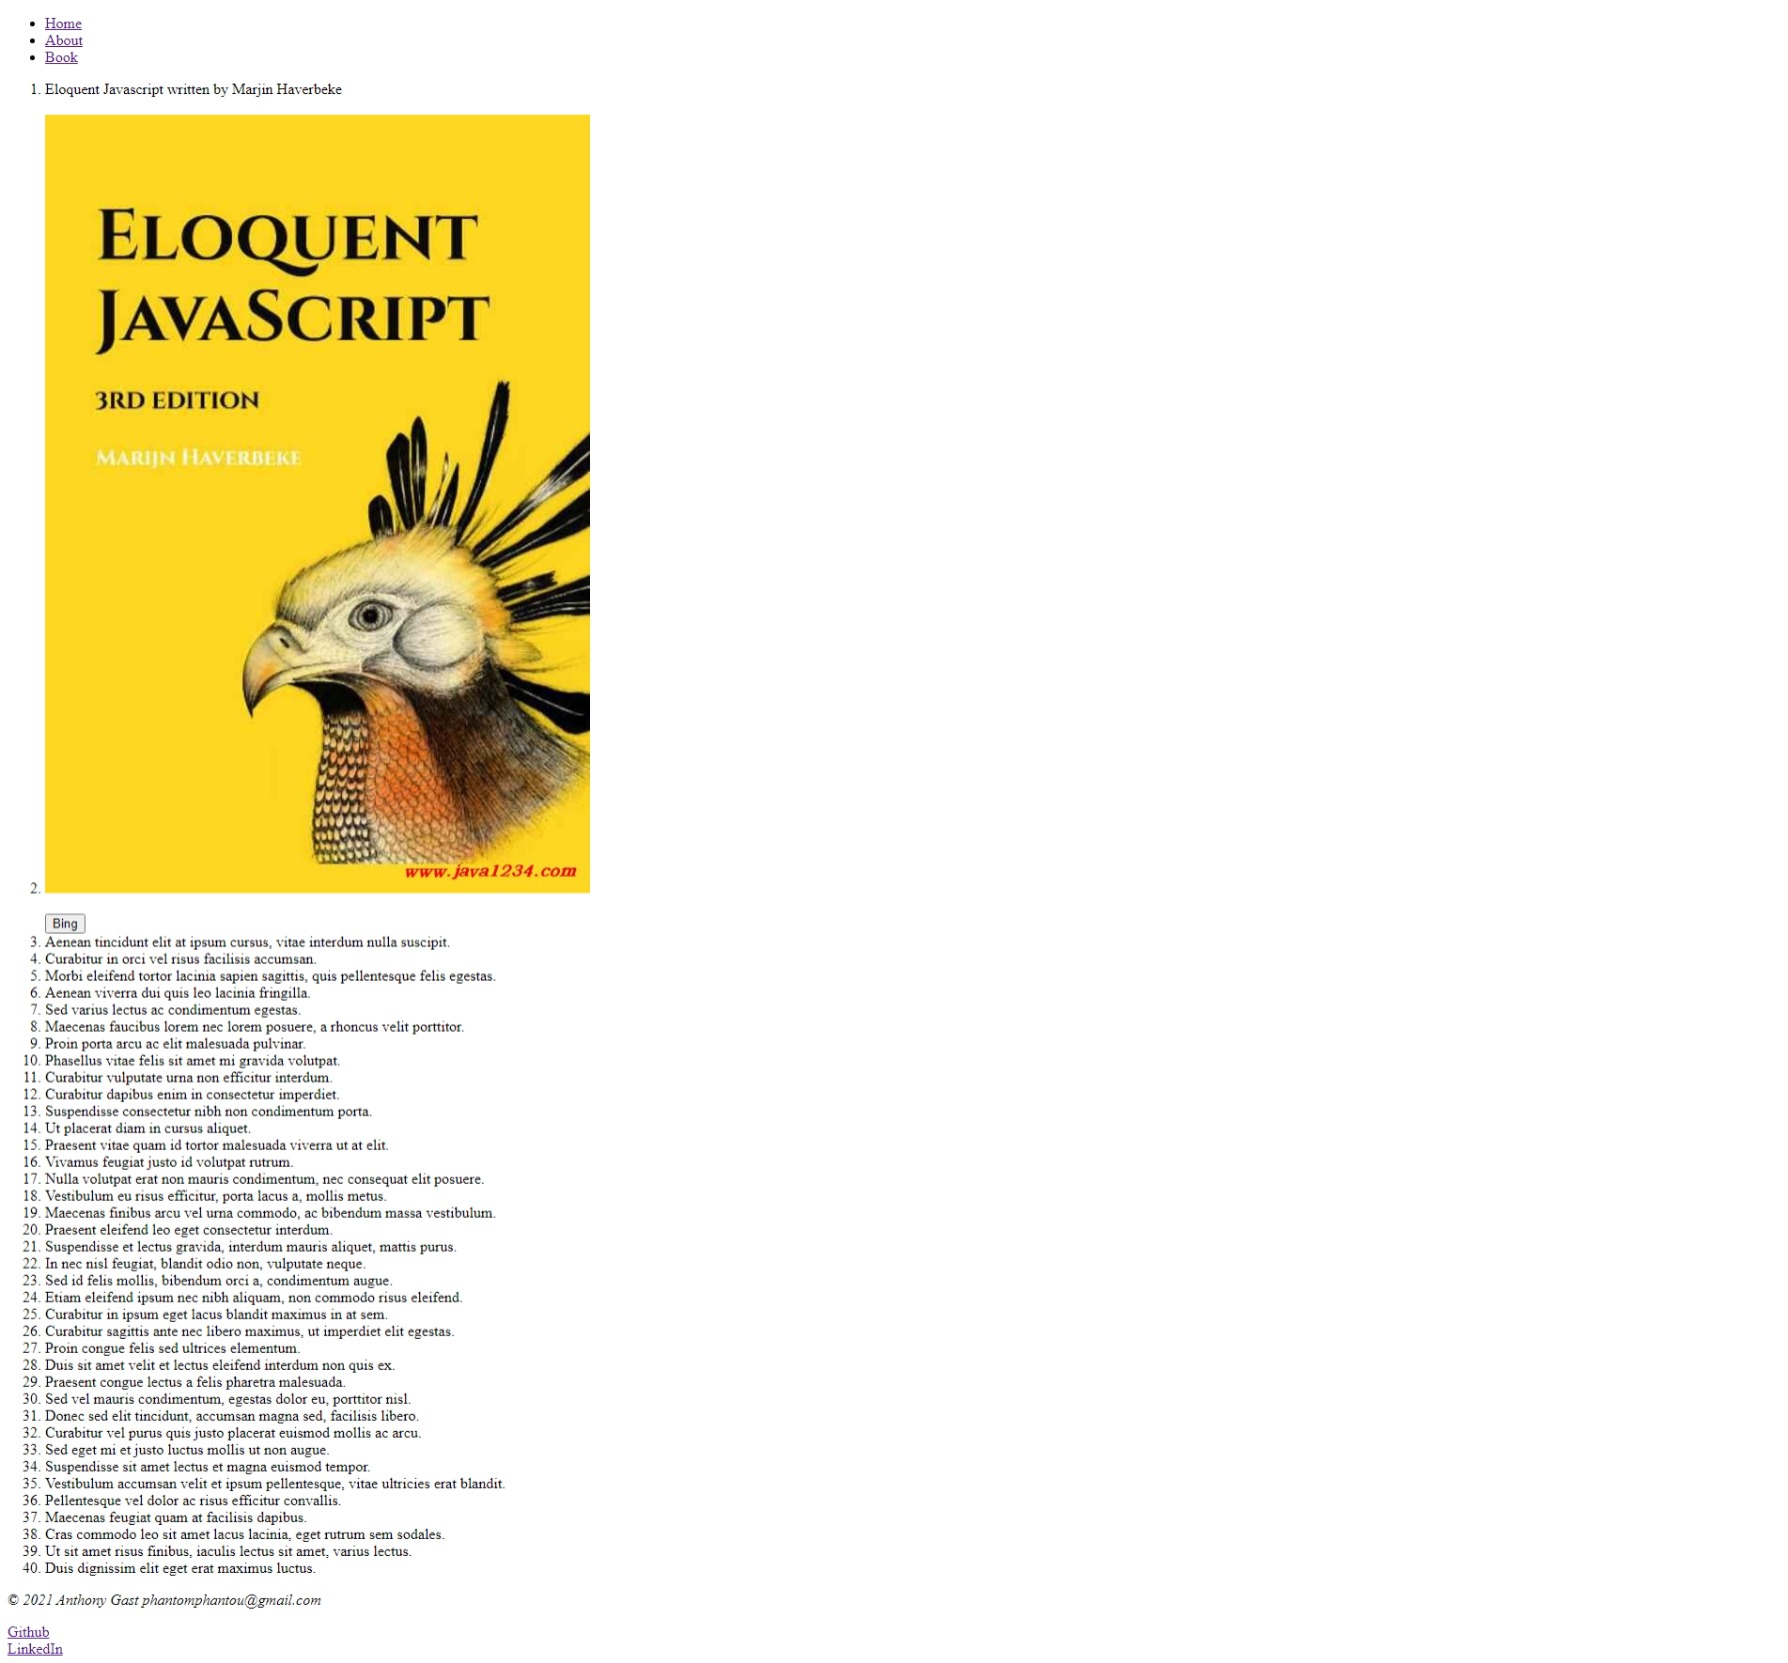 Home
About
Book
1. Eloquent Javascript written by Marjin Haverbeke
ELOQUENT
JAVASCRIPT
3RD EDITION
MARIJN HAVERBEKE
www.java1234.com
2.
Bing
3. Aenean tincidunt elit at ipsum cursus, vitae interdum nulla suscipit.
4. Curabitur in orci vel risus facilisis accumsan.
5. Morbi eleifend tortor lacinia sapien sagittis, quis pellentesque felis egestas.
6. Aenean viverra dui quis leo lacinia fringilla.
7. Sed varius lectus ac condimentum egestas.
8. Maecenas faucibus lorem nec lorem posuere, a rhoncus velit porttitor.
9. Proin porta arcu ac elit malesuada pulvinar.
10. Phasellus vitae felis sit amet mi gravida volutpat.
11. Curabitur vulputate urna non efficitur interdum.
12. Curabitur dapibus enim in consectetur imperdiet.
13. Suspendisse consectetur nibh non condimentum porta.
14. Ut placerat diam in cursus aliquet.
15. Praesent vitae quam id tortor malesuada viverra ut at elit.
16. Vivamus feugiat justo id volutpat rutrum.
17. Nulla volutpat erat non mauris condimentum, nec consequat elit posuere.
18. Vestibulum eu risus efficitur, porta lacus a, mollis metus.
19. Maecenas finibus arcu vel urna commodo, ac bibendum massa vestibulum.
20. Praesent eleifend leo eget consectetur interdum.
21. Suspendisse et lectus gravida, interdum mauris aliquet, mattis purus.
22. In nec nisl feugiat, blandit odio non, vulputate neque.
23. Sed id felis mollis, bibendum orci a, condimentum augue.
24. Etiam eleifend ipsum nec nibh aliquam, non commodo risus eleifend.
25. Curabitur in ipsum eget lacus blandit maximus in at sem.
26. Curabitur sagittis ante nec libero maximus, ut imperdiet elit egestas.
27. Proin congue felis sed ultrices elementum.
28. Duis sit amet velit et lectus eleifend interdum non quis ex.
29. Praesent congue lectus a felis pharetra malesuada.
30. Sed vel mauris condimentum, egestas dolor eu, porttitor nisl.
31. Donec sed elit tincidunt, accumsan magna sed, facilisis libero.
32. Curabitur vel purus quis justo placerat euismod mollis ac arcu.
33. Sed eget mi et justo luctus mollis ut non augue.
34. Suspendisse sit amet lectus et magna euismod tempor.
35. Vestibulum accumsan velit et ipsum pellentesque, vitae ultricies erat blandit.
36. Pellentesque vel dolor ac risus efficitur convallis.
37. Maecenas feugiat quam at facilisis dapibus.
38. Cras commodo leo sit amet lacus lacinia, eget rutrum sem sodales.
39. Ut sit amet risus finibus, iaculis lectus sit amet, varius lectus.
40. Duis dignissim elit eget erat maximus luctus.
© 2021 Anthony Gast phantomphantou@gmail.com
Github
LinkedIn